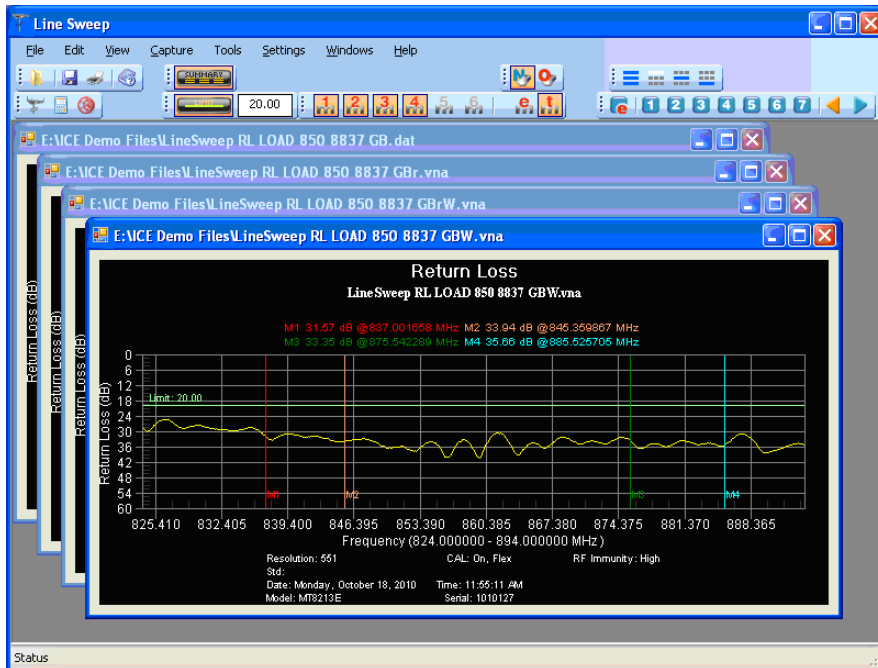 Line Sweep
File Edit View Capture Tools Settings Windows Help
SUMMARY
LIMIT 20.00 1 2 3 4 5 6 e t e 1 2 3 4 5 6 7
E:\ICE Demo Files\LineSweep RL LOAD 850 8837 GB.dat
E:\ICE Demo Files\LineSweep RL LOAD 850 8837 GBr.vna
E:\ICE Demo Files\LineSweep RL LOAD 850 8837 GBrW.vna
E:\ICE Demo Files\LineSweep RL LOAD 850 8837 GBW.vna
Return Loss (dB)
Return Loss (dB)
Return Loss (dB)
Return Loss
LineSweep RL LOAD 850 8837 GBW.vna
M1 31.57 dB @837.001658 MHz M2 33.94 dB @845.359867 MHz
M3 33.35 dB @875.542289 MHz M4 35.66 dB @885.525705 MHz
Return Loss (dB)
0
6
12
18
24
30
36
42
48
54
60
Limit: 20.00
M1 M2 M3 M4
825.410 832.405 839.400 846.395 853.390 860.385 867.380 874.375 881.370 888.365
Frequency (824.000000 - 894.000000 MHz)
Resolution: 551 CAL: On, Flex RF Immunity: High
Std:
Date: Monday, October 18, 2010 Time: 11:55:11 AM
Model: MT8213E Serial: 1010127
Status